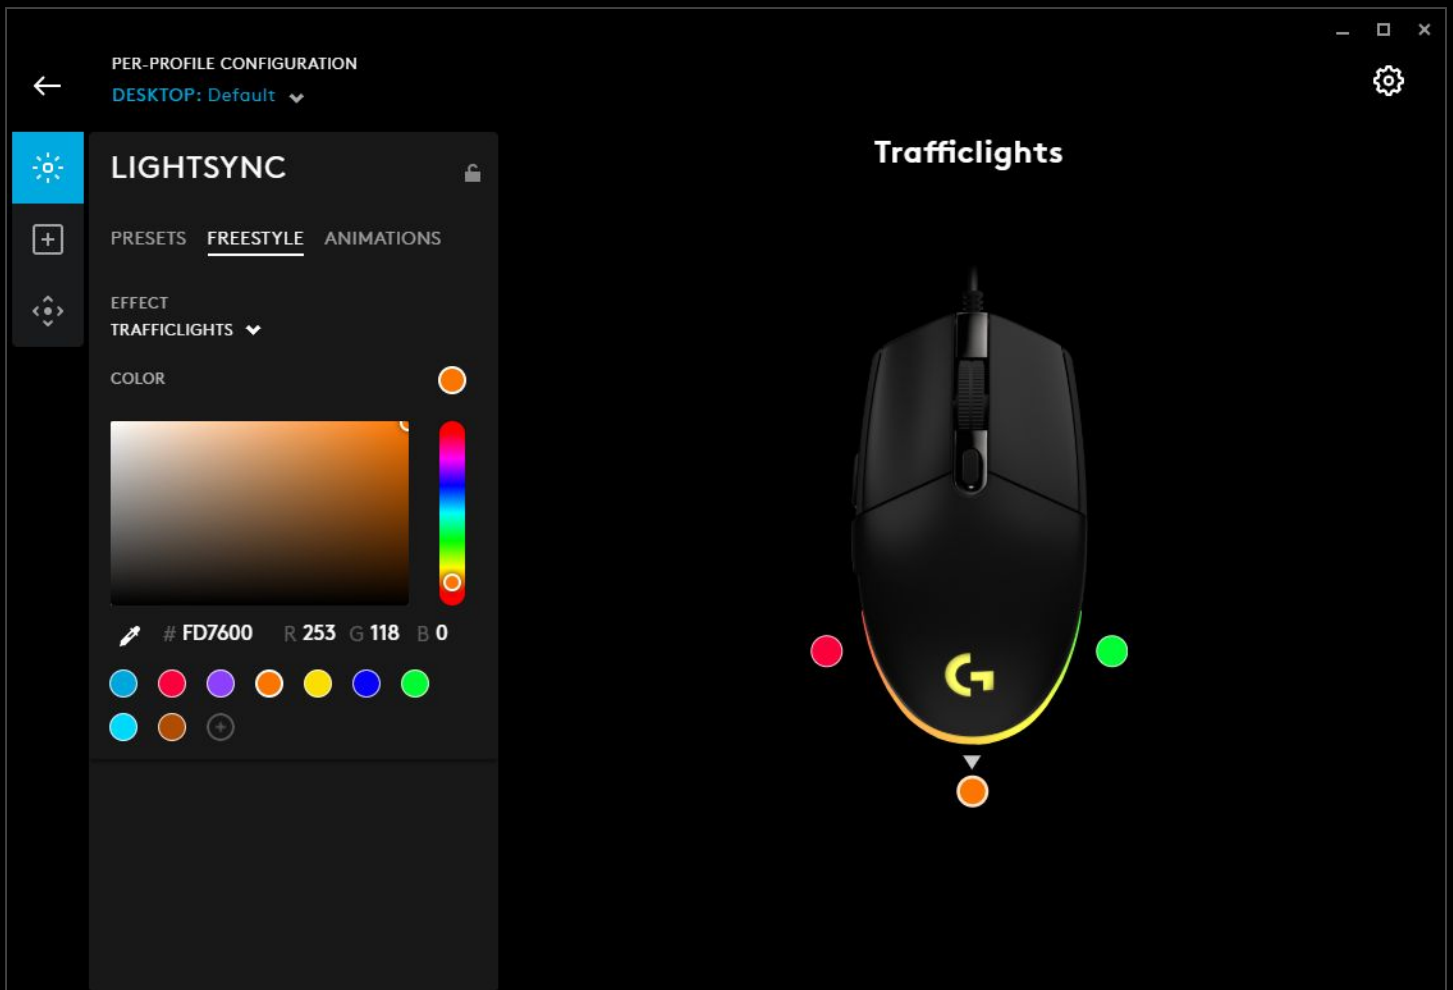 PER-PROFILE CONFIGURATION
DESKTOP: Default
LIGHTSYNC
PRESETS FREESTYLE ANIMATIONS
EFFECT
TRAFFICLIGHTS
COLOR
# FD7600 R 253 G 118 B 0
Trafficlights
G